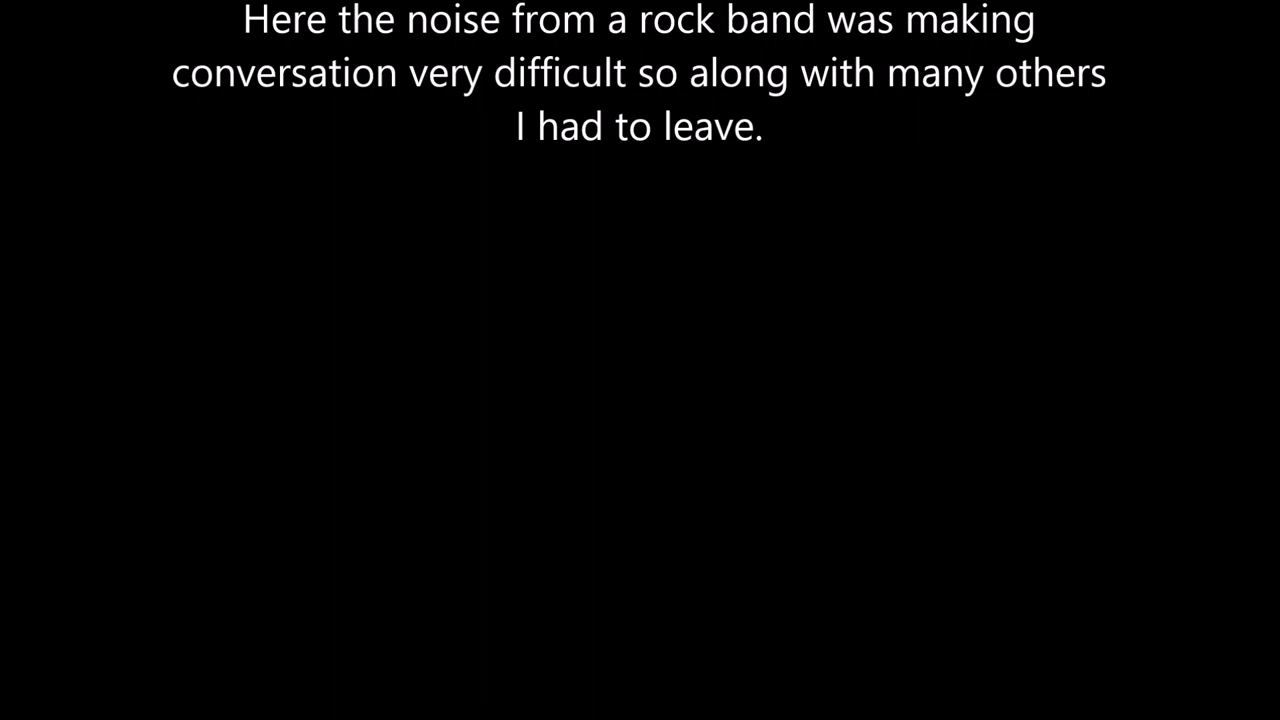 Here the noise from a rock band was making
conversation very difficult so along with many others
I had to leave.